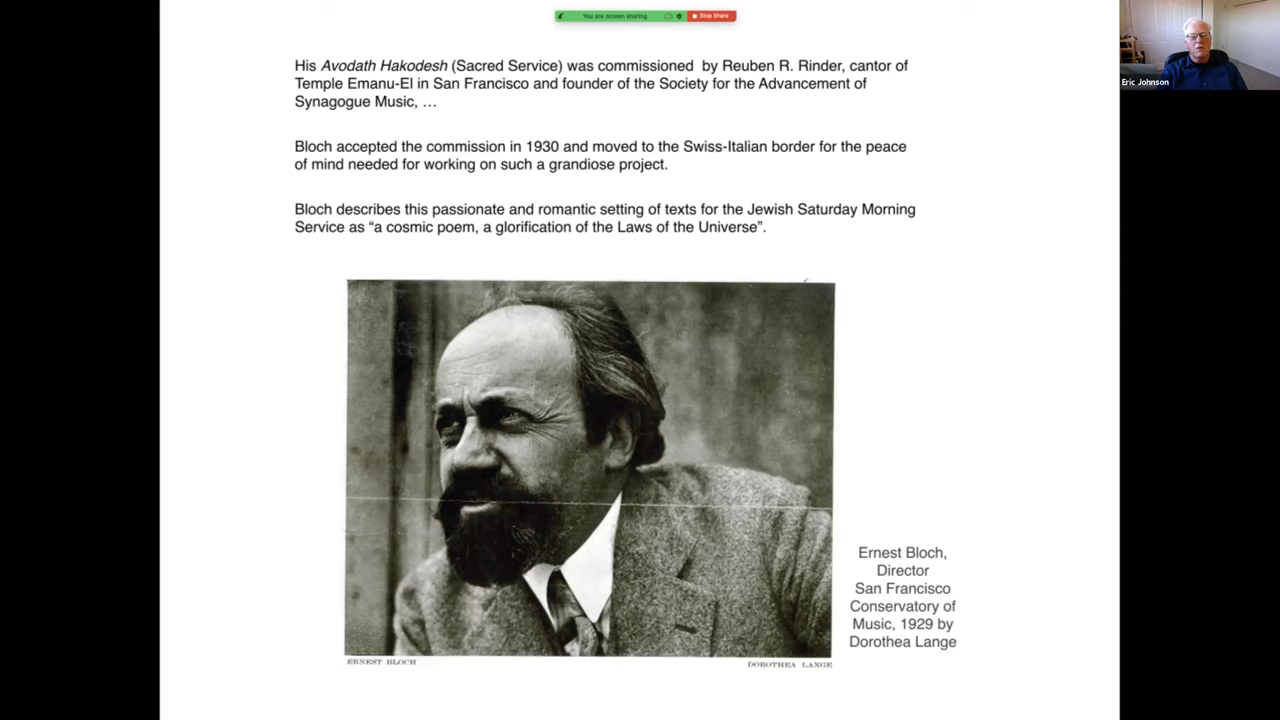 You are screen sharing
Stop Share
His Avodath Hakodesh (Sacred Service) was commissioned  by Reuben R. Rinder, cantor of
Temple Emanu-El in San Francisco and founder of the Society for the Advancement of
Synagogue Music, …
Bloch accepted the commission in 1930 and moved to the Swiss-Italian border for the peace
of mind needed for working on such a grandiose project.
Bloch describes this passionate and romantic setting of texts for the Jewish Saturday Morning
Service as “a cosmic poem, a glorification of the Laws of the Universe”.
Ernest Bloch,
Director
San Francisco
Conservatory of
Music, 1929 by
Dorothea Lange
ERNEST BLOCH
DOROTHEA LANGE
Eric Johnson